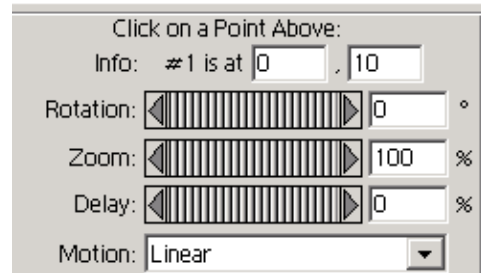 Click on a Point Above:
Info: #1 is at 0 , 10
Rotation: 0 °
Zoom: 100 %
Delay: 0 %
Motion: Linear